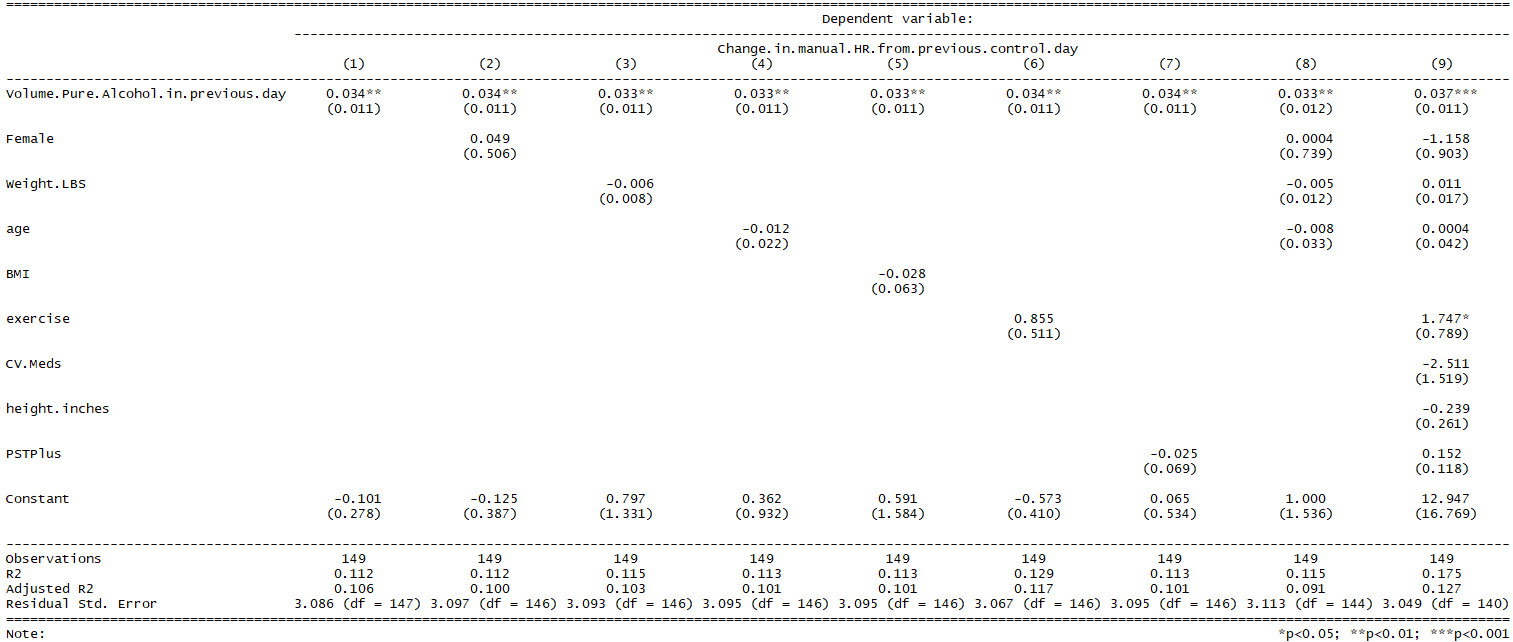 Dependent variable:
Change.in.manual.HR.from.previous.control.day
(1) (2) (3) (4) (5) (6) (7) (8) (9)
Volume.Pure.Alcohol.in.previous.day 0.034** 0.034** 0.033** 0.033** 0.033** 0.034** 0.034** 0.033** 0.037***
(0.011) (0.011) (0.011) (0.011) (0.011) (0.011) (0.011) (0.012) (0.011)
Female 0.049 0.0004 -1.158
(0.506) (0.739) (0.903)
Weight.LBS -0.006 -0.005 0.011
(0.008) (0.012) (0.017)
age -0.012 -0.008 0.0004
(0.022) (0.033) (0.042)
BMI -0.028
(0.063)
exercise 0.855 1.747*
(0.511) (0.789)
CV.Meds -2.511
(1.519)
height.inches -0.239
(0.261)
PSTPlus -0.025 0.152
(0.069) (0.118)
Constant -0.101 -0.125 0.797 0.362 0.591 -0.573 0.065 1.000 12.947
(0.278) (0.387) (1.331) (0.932) (1.584) (0.410) (0.534) (1.536) (16.769)
Observations 149 149 149 149 149 149 149 149 149
R2 0.112 0.112 0.115 0.113 0.113 0.129 0.113 0.115 0.175
Adjusted R2 0.106 0.100 0.103 0.101 0.101 0.117 0.101 0.091 0.127
Residual Std. Error 3.086 (df = 147) 3.097 (df = 146) 3.093 (df = 146) 3.095 (df = 146) 3.095 (df = 146) 3.067 (df = 146) 3.095 (df = 146) 3.113 (df = 144) 3.049 (df = 140)
Note: *p<0.05; **p<0.01; ***p<0.001